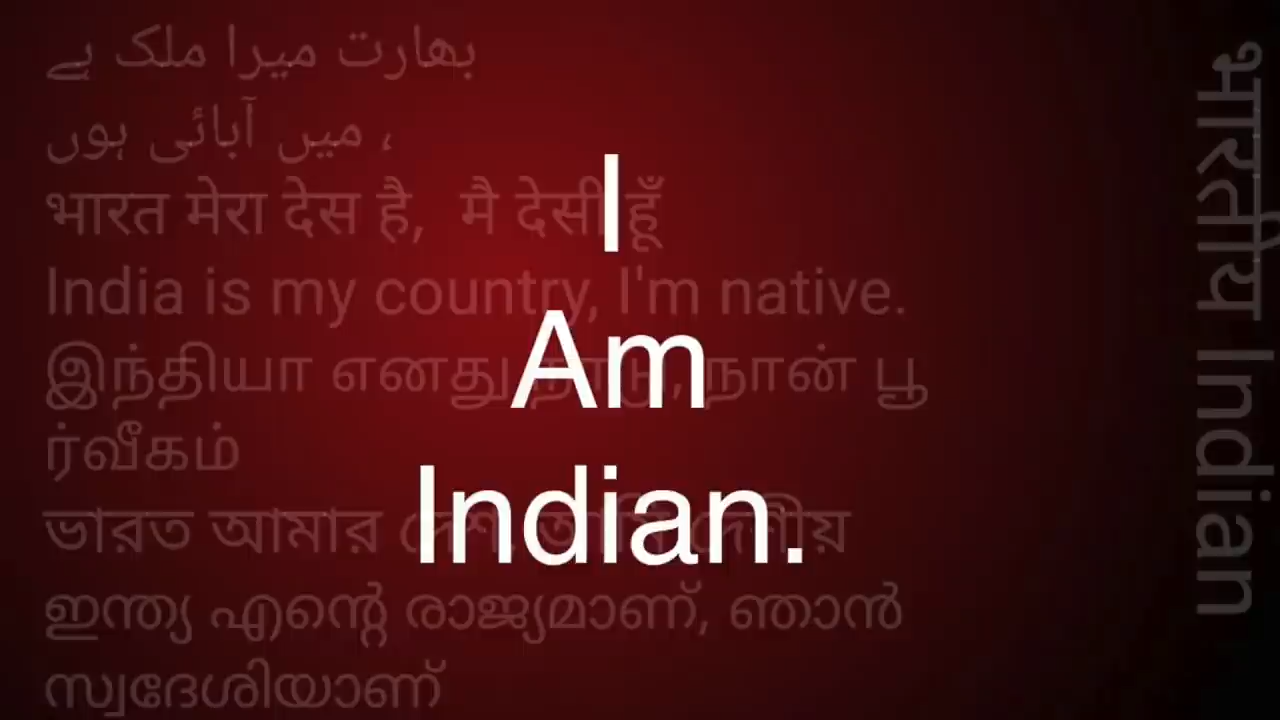 بھارت میرا ملک ہے
، میں آبائی ہوں
भारत मेरा देस है, मै देसी हूँ
India is my country, I'm native.
இந்தியா எனது நாடு, நான் பூ
ர்வீகம்
ভারত আমার দেশ, আমি দেশীয়
ഇന്ത്യ എന്റെ രാജ്യമാണ്, ഞാൻ
സ്വദേശിയാണ്
I
Am
Indian.
भारतीय Indian